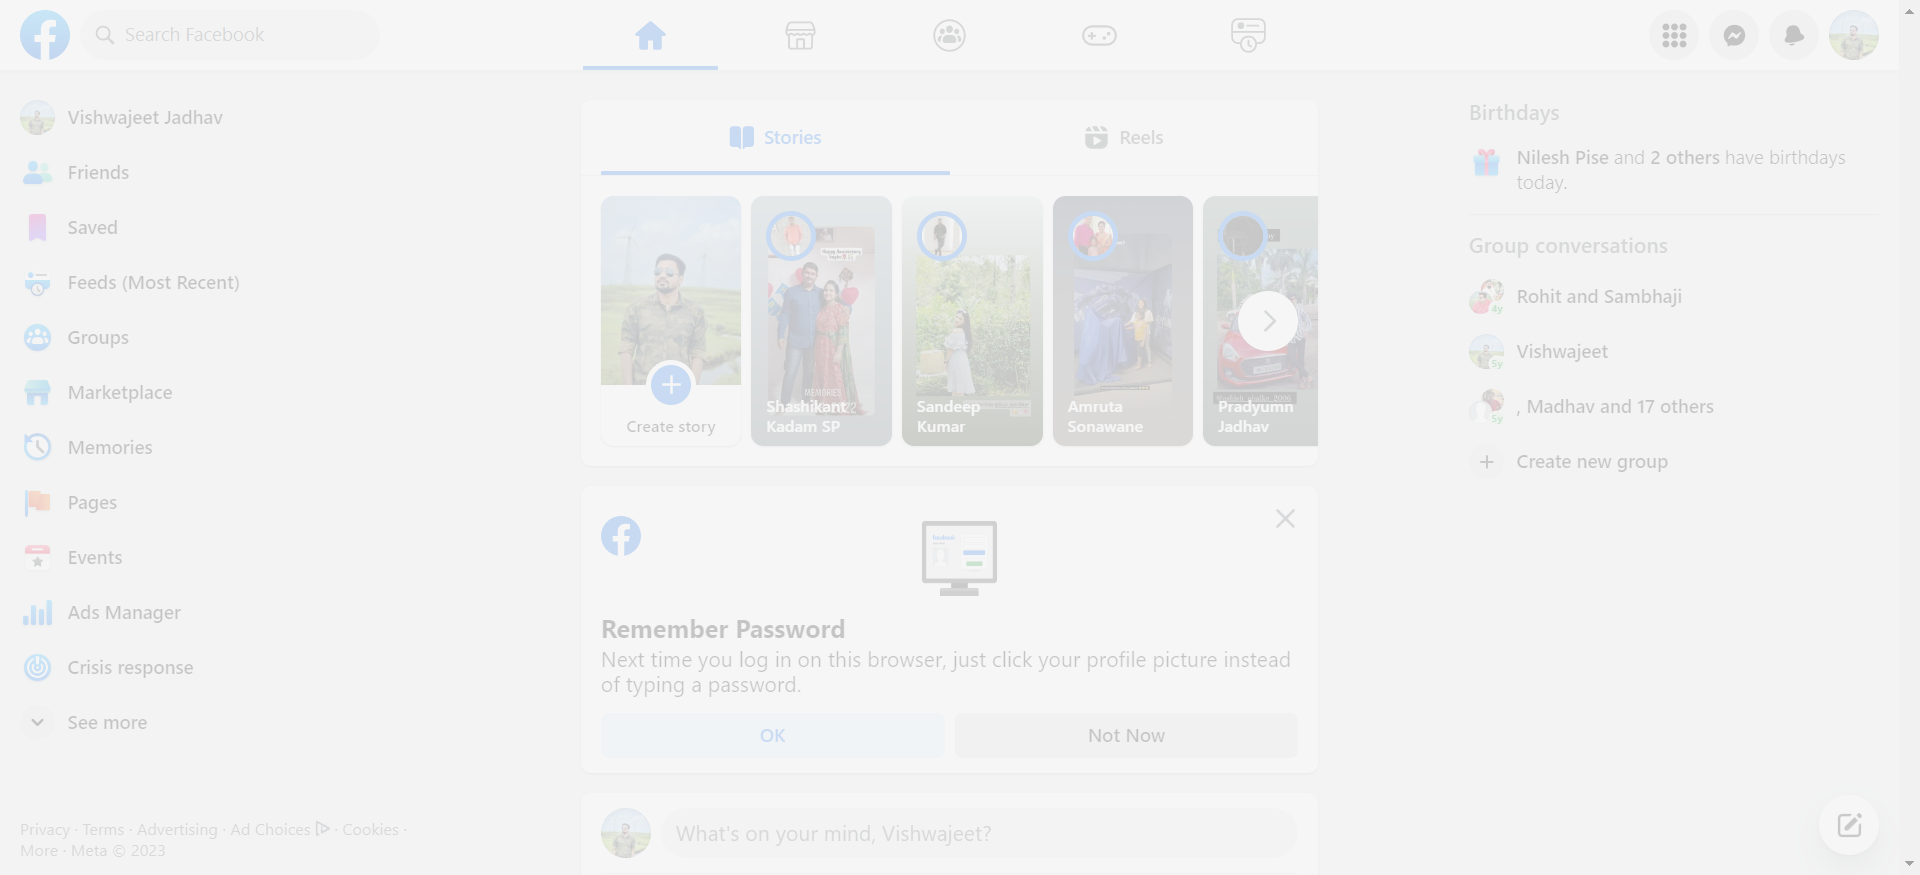 Search Facebook
Vishwajeet Jadhav
Friends
Saved
Feeds (Most Recent)
Groups
Marketplace
Memories
Pages
Events
Ads Manager
Crisis response
See more
Privacy · Terms · Advertising · Ad Choices · Cookies ·
More · Meta © 2023
Stories
Reels
Create story
MEMORIES
Shashikant
Kadam SP
Sandeep
Kumar
Amruta
Sonawane
Pradyumn
Jadhav
Remember Password
Next time you log in on this browser, just click your profile picture instead
of typing a password.
OK
Not Now
What's on your mind, Vishwajeet?
Birthdays
Nilesh Pise and 2 others have birthdays
today.
Group conversations
Rohit and Sambhaji
4y
Vishwajeet
5y
, Madhav and 17 others
5y
Create new group